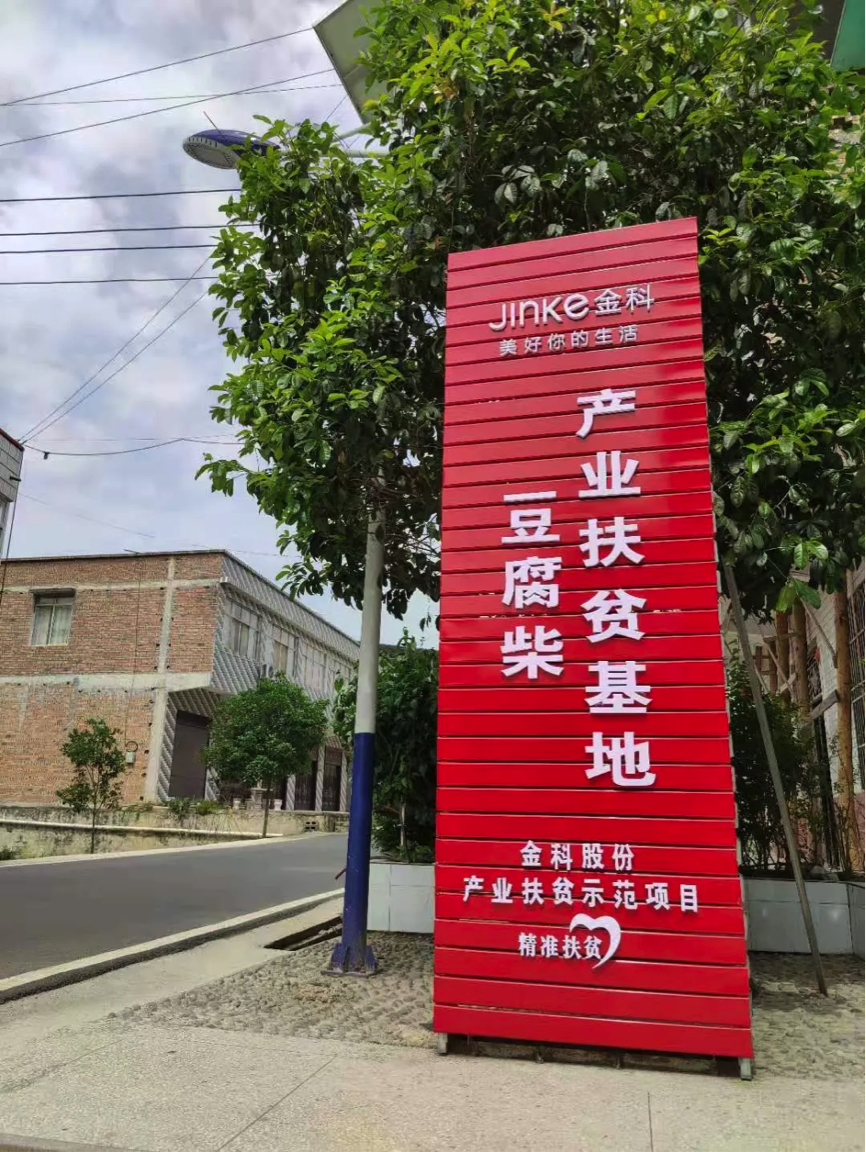 JINKE金科
美好你的生活
产业扶贫基地
豆腐柴
金科股份
产业扶贫示范项目
精准扶贫